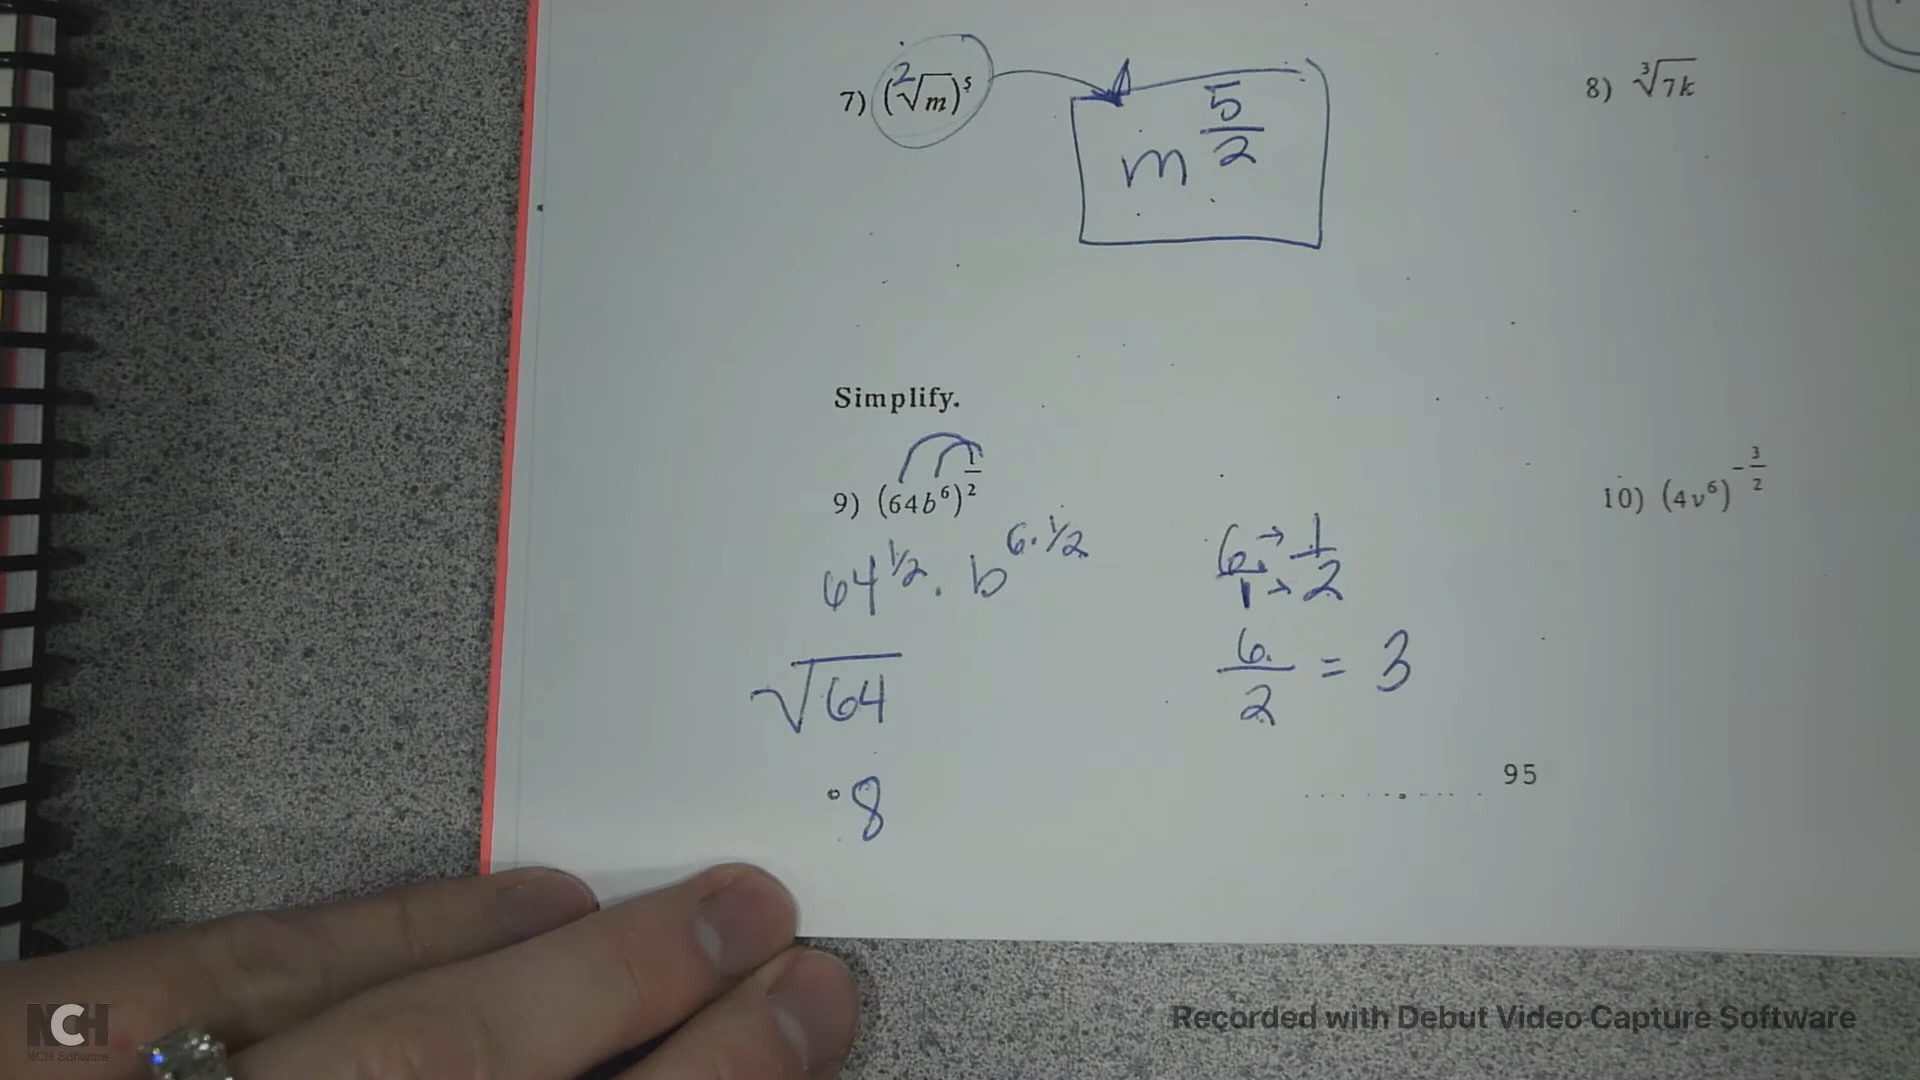 7) (²√m)⁵
m^(5/2)
8) ³√7k
Simplify.
9) (64b⁶)^(1/2)
64^(1/2) . b^(6·1/2)
6/1 → → 1/2
√64
6/2 = 3
8
10) (4v⁶)^(-3/2)
95
NCH
NCH Software
Recorded with Debut Video Capture Software